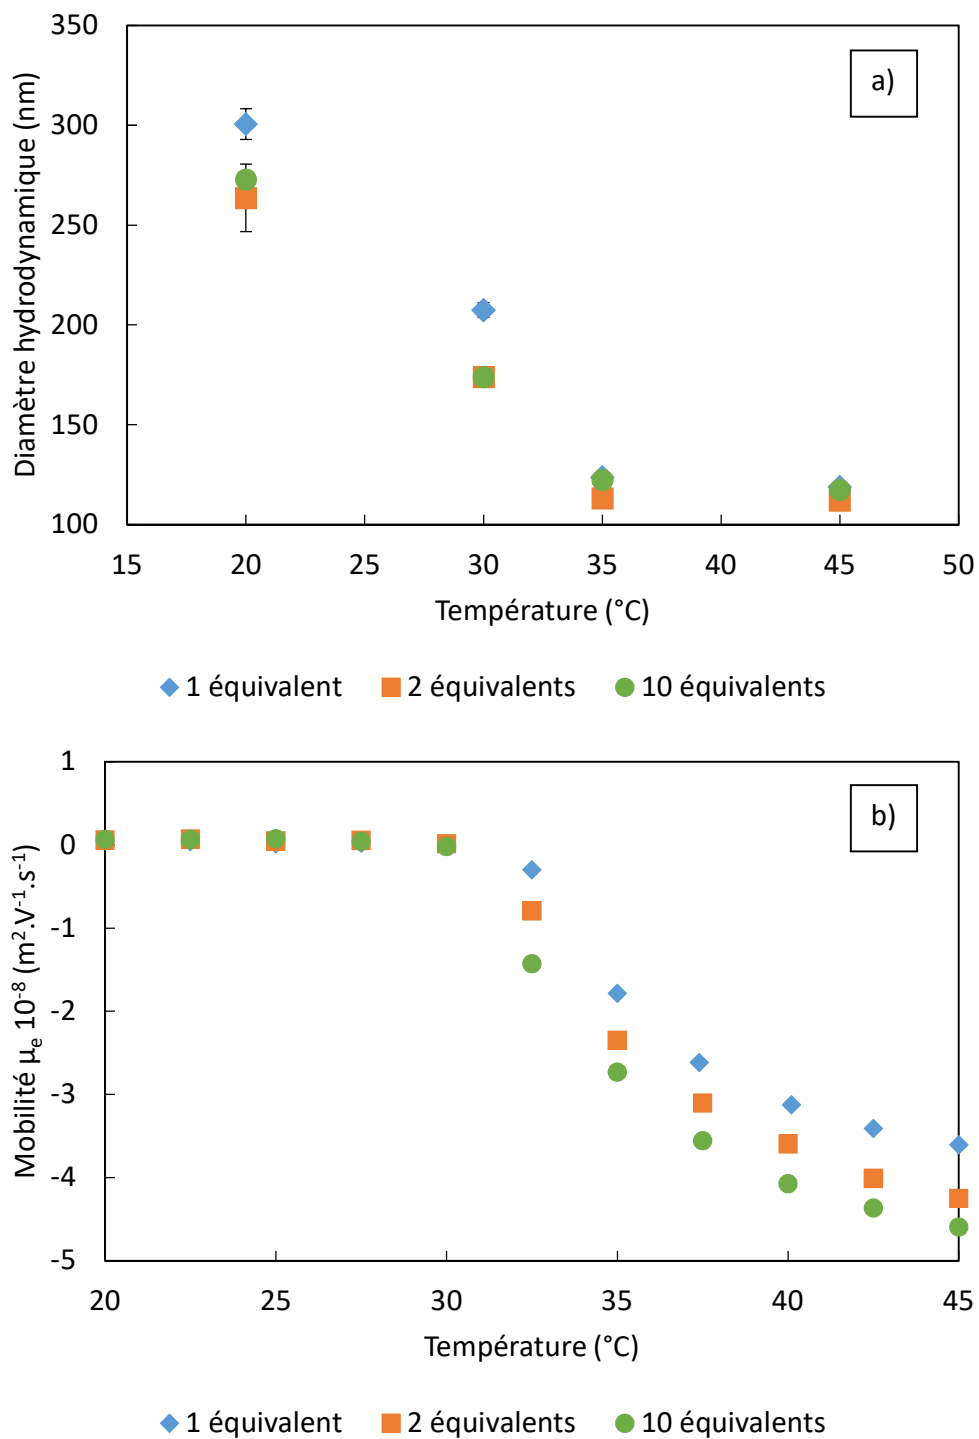 350
300
250
200
150
100
Diamètre hydrodynamique (nm)
a)
15 20 25 30 35 40 45 50
Température (°C)
1 équivalent 2 équivalents 10 équivalents
1
0
-1
-2
-3
-4
-5
Mobilité µₑ 10⁻⁸ (m².V⁻¹.s⁻¹)
b)
20 25 30 35 40 45
Température (°C)
1 équivalent 2 équivalents 10 équivalents